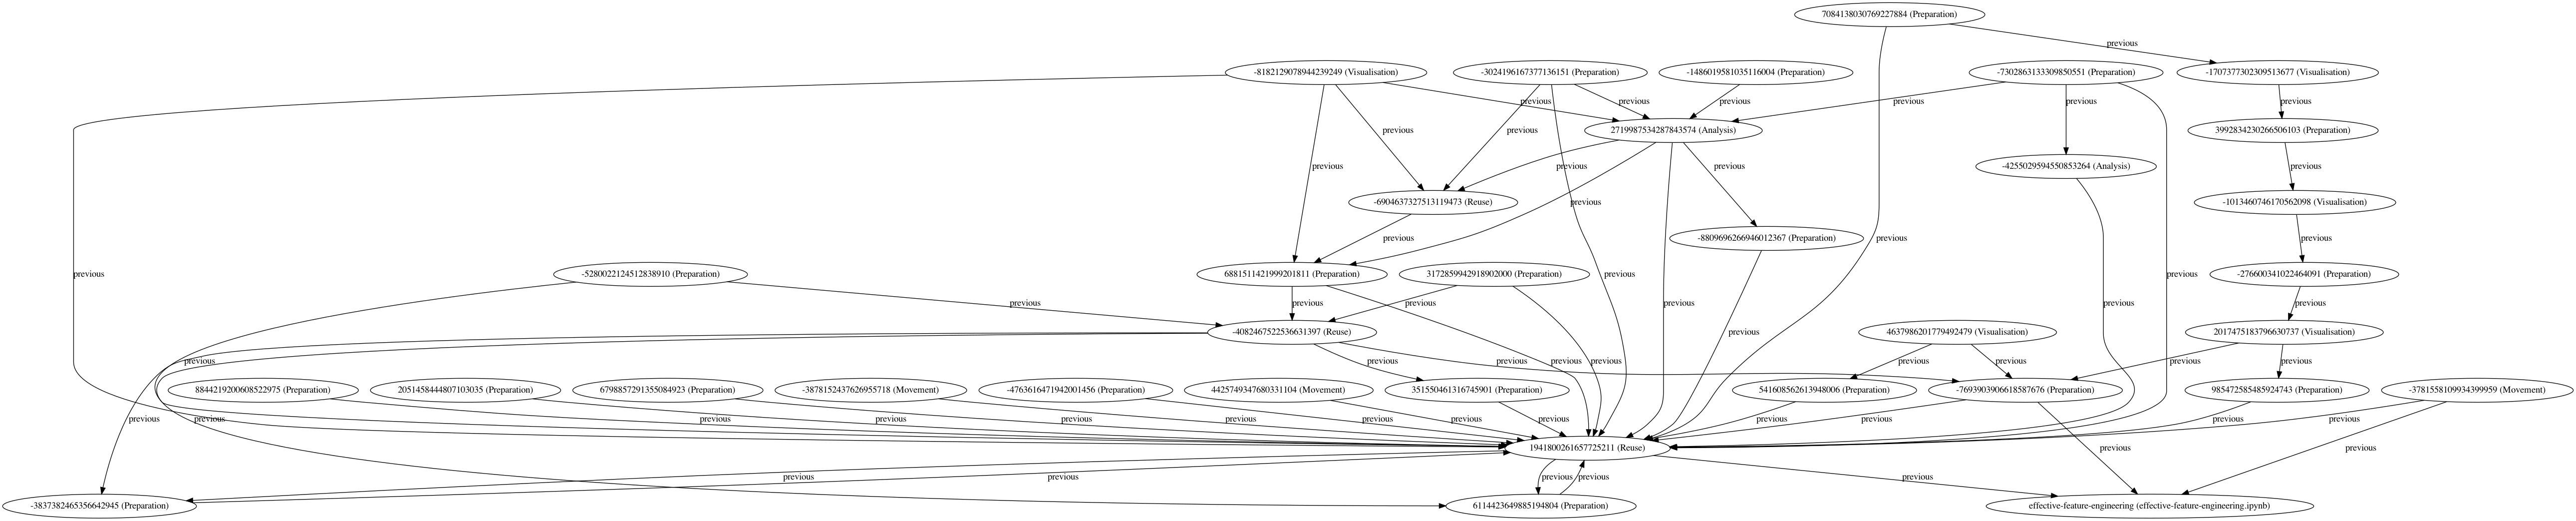 7084138030769227884 (Preparation)
previous
-8182129078944239249 (Visualisation)
-3024196167377136151 (Preparation)
-1486019581035116004 (Preparation)
-7302863133309850551 (Preparation)
-1707377302309513677 (Visualisation)
previous
previous
previous
previous
previous
previous
2719987534287843574 (Analysis)
3992834230266506103 (Preparation)
previous
previous
previous
previous
previous
previous
previous
-4255029594550853264 (Analysis)
-6904637327513119473 (Reuse)
previous
-1013460746170562098 (Visualisation)
previous
previous
previous
-8809696266946012367 (Preparation)
previous
previous
previous
previous
-5280022124512838910 (Preparation)
6881511421999201811 (Preparation)
3172859942918902000 (Preparation)
-276600341022464091 (Preparation)
previous
previous
previous
previous
previous
previous
previous
-4082467522536631397 (Reuse)
previous
4637986201779492479 (Visualisation)
2017475183796630737 (Visualisation)
previous
previous
previous
previous
previous
previous
previous
previous
8844219200608522975 (Preparation)
2051458444807103035 (Preparation)
6798857291355084923 (Preparation)
-3878152437626955718 (Movement)
-4763616471942001456 (Preparation)
4425749347680331104 (Movement)
351550461316745901 (Preparation)
541608562613948006 (Preparation)
-7693903906618587676 (Preparation)
985472585485924743 (Preparation)
-3781558109934399959 (Movement)
previous
previous
previous
previous
previous
previous
previous
previous
previous
previous
previous
previous
previous
1941800261657725211 (Reuse)
previous
previous
previous
previous
previous
previous
previous
-3837382465356642945 (Preparation)
6114423649885194804 (Preparation)
effective-feature-engineering (effective-feature-engineering.ipynb)